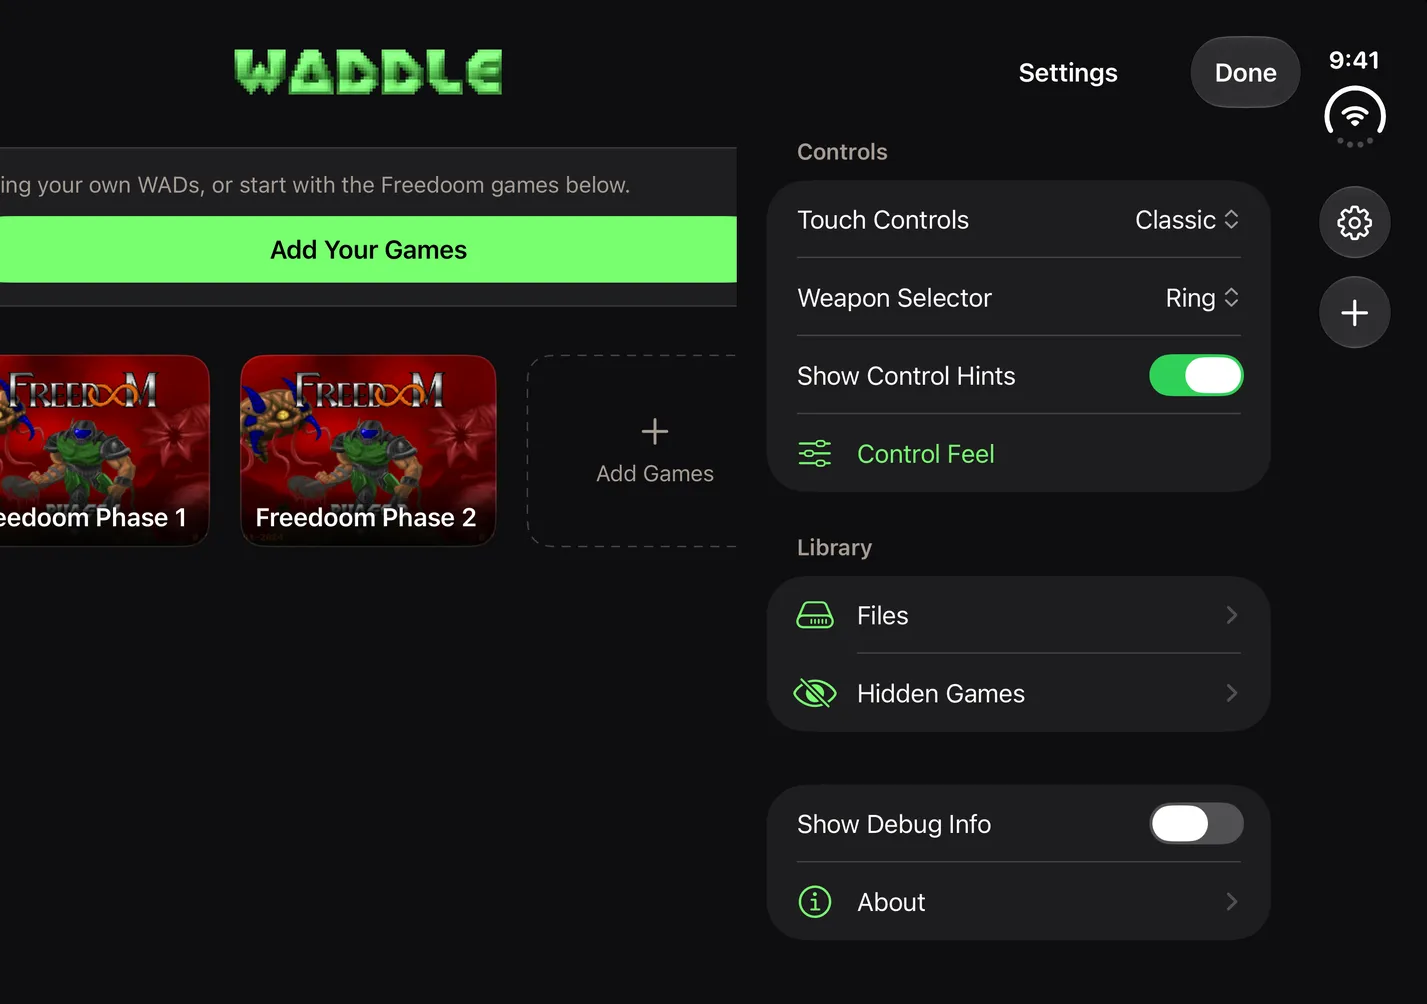 WADDLE
ing your own WADs, or start with the Freedoom games below.
Add Your Games
FREEDOOM
eedoom Phase 1
FREEDOOM
Freedoom Phase 2
Add Games
Settings
Done
9:41
Controls
Touch Controls
Classic
Weapon Selector
Ring
Show Control Hints
Control Feel
Library
Files
Hidden Games
Show Debug Info
About